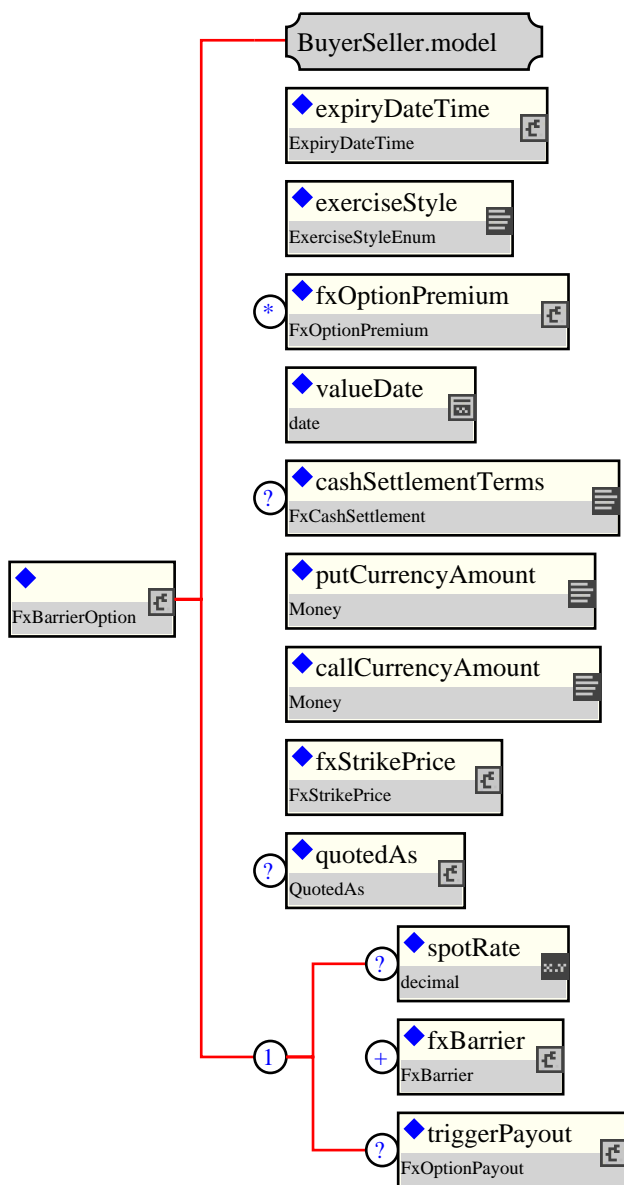 BuyerSeller.model
expiryDateTime
ExpiryDateTime
exerciseStyle
ExerciseStyleEnum
*
fxOptionPremium
FxOptionPremium
valueDate
date
?
cashSettlementTerms
FxCashSettlement
FxBarrierOption
putCurrencyAmount
Money
callCurrencyAmount
Money
fxStrikePrice
FxStrikePrice
?
quotedAs
QuotedAs
?
spotRate
decimal
X.Y
1
+
fxBarrier
FxBarrier
?
triggerPayout
FxOptionPayout